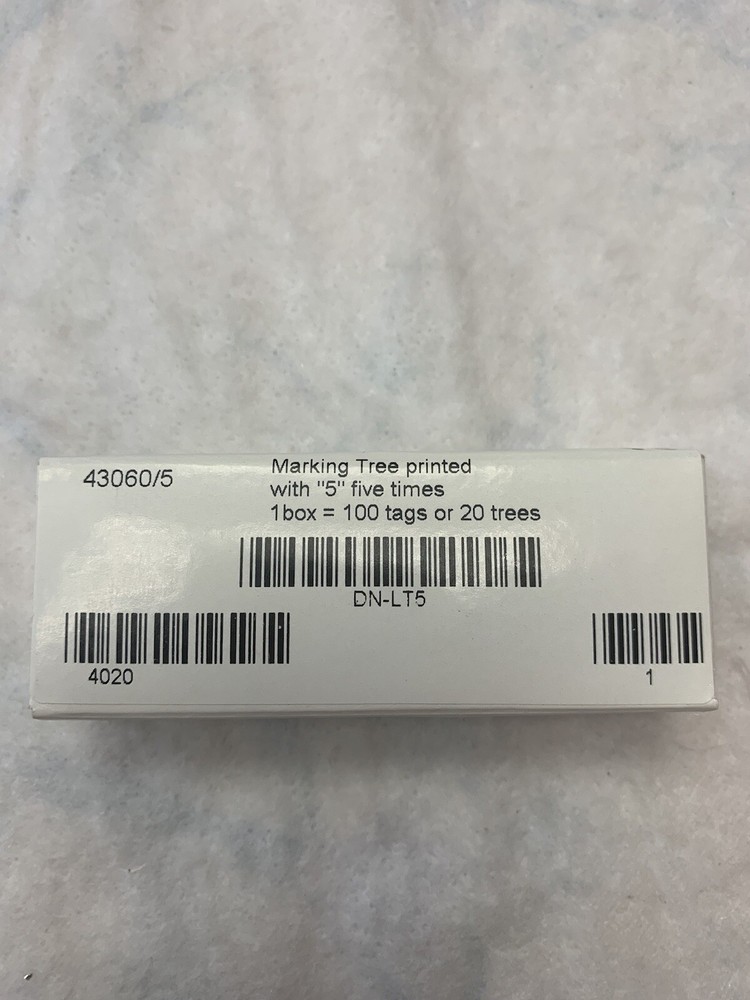 43060/5
Marking Tree printed
with "5" five times
1box = 100 tags or 20 trees
DN-LT5
4020
1